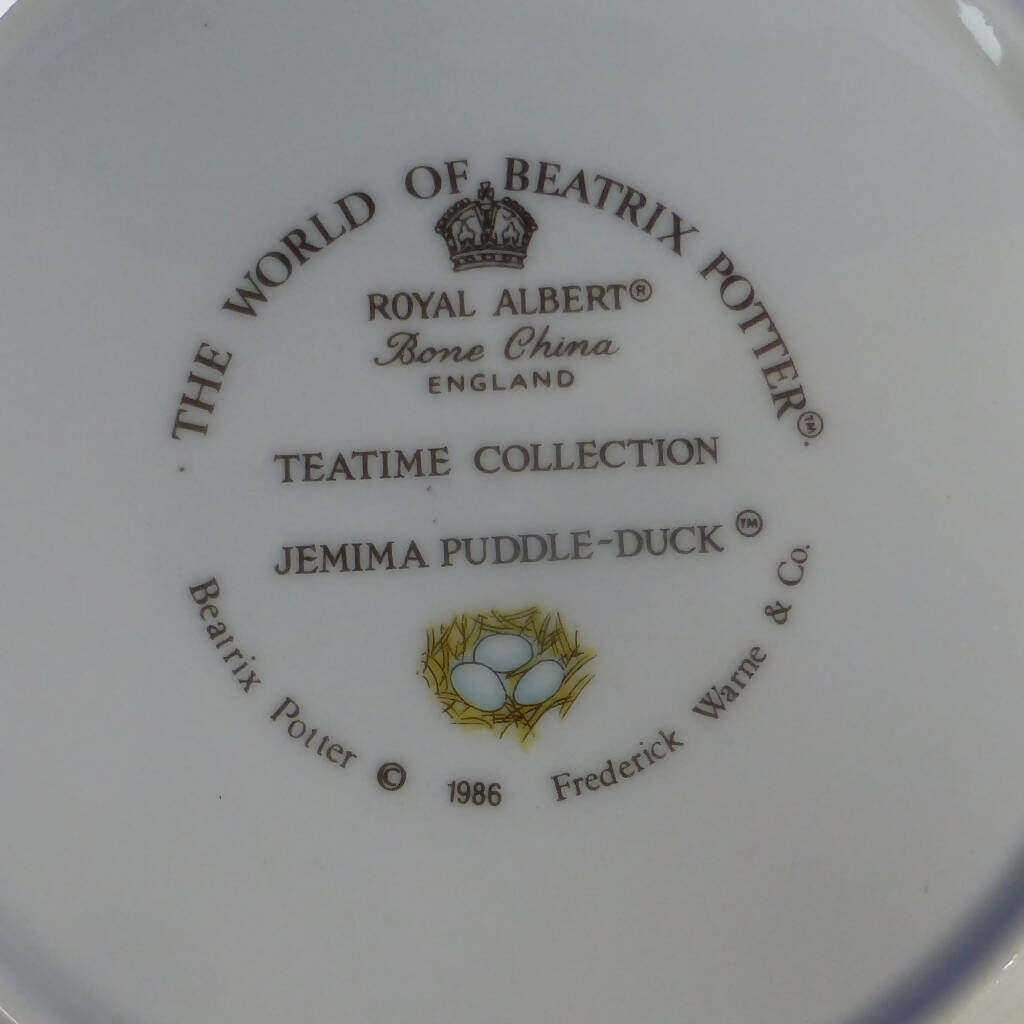 THE WORLD OF BEATRIX POTTER™
ROYAL ALBERT®
Bone China
ENGLAND
TEATIME COLLECTION
JEMIMA PUDDLE-DUCK™
Beatrix Potter © 1986 Frederick Warne & Co.